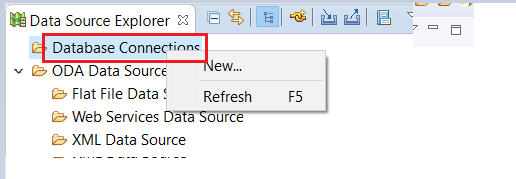 Data Source Explorer
Database Connections
New...
ODA Data Source
Refresh F5
Flat File Data S
Web Services Data Source
XML Data Source